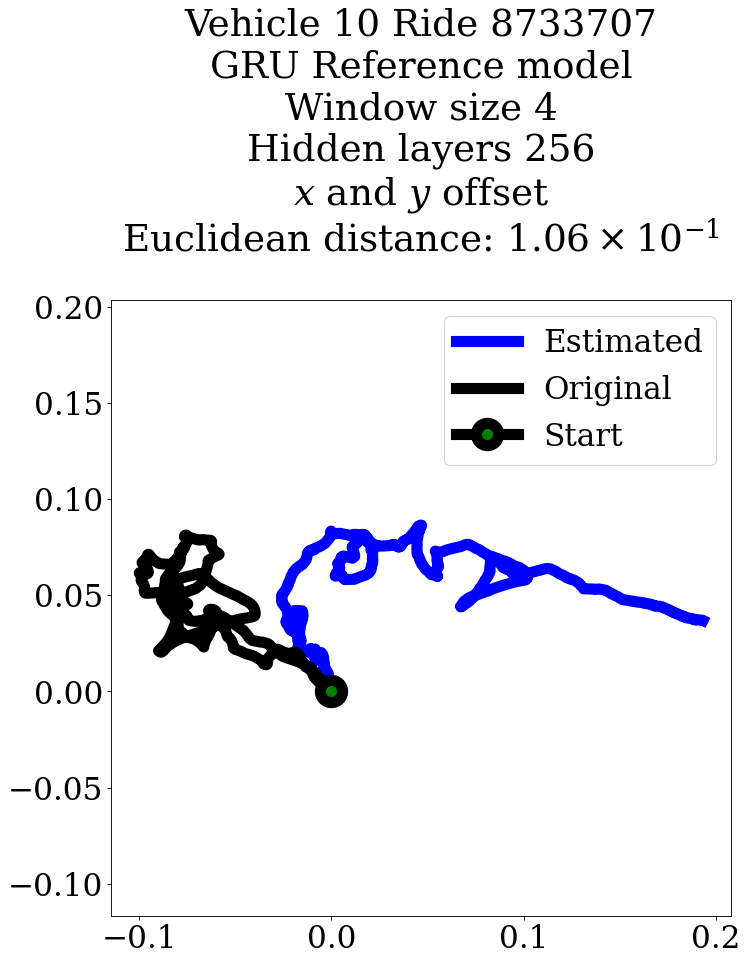 Vehicle 10 Ride 8733707
GRU Reference model
Window size 4
Hidden layers 256
x and y offset
Euclidean distance: 1.06 × 10⁻¹
Estimated
Original
Start
0.20
0.15
0.10
0.05
0.00
−0.05
−0.10
−0.1
0.0
0.1
0.2